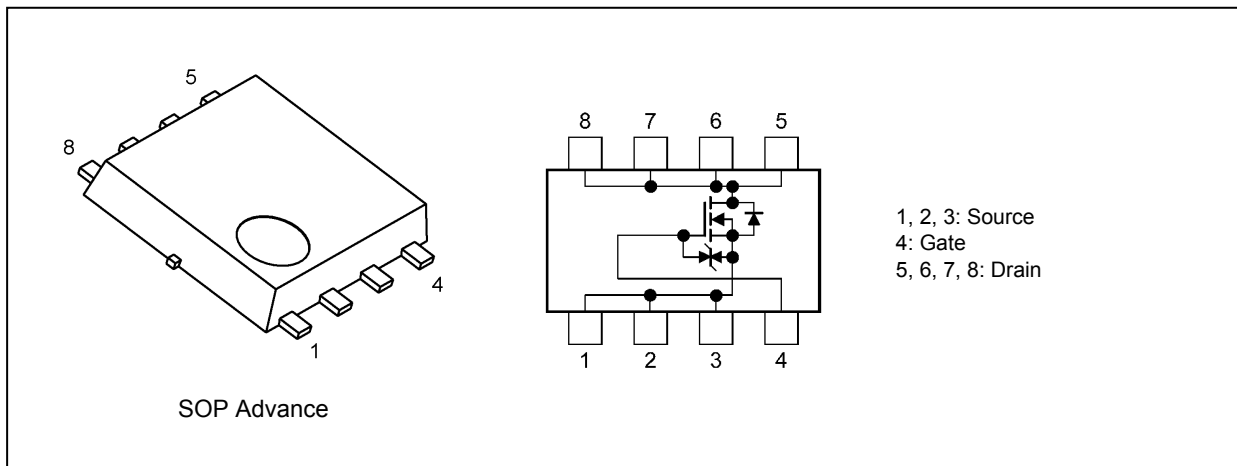 5
8
4
1
SOP Advance
8 7 6 5
1 2 3 4
1, 2, 3: Source
4: Gate
5, 6, 7, 8: Drain